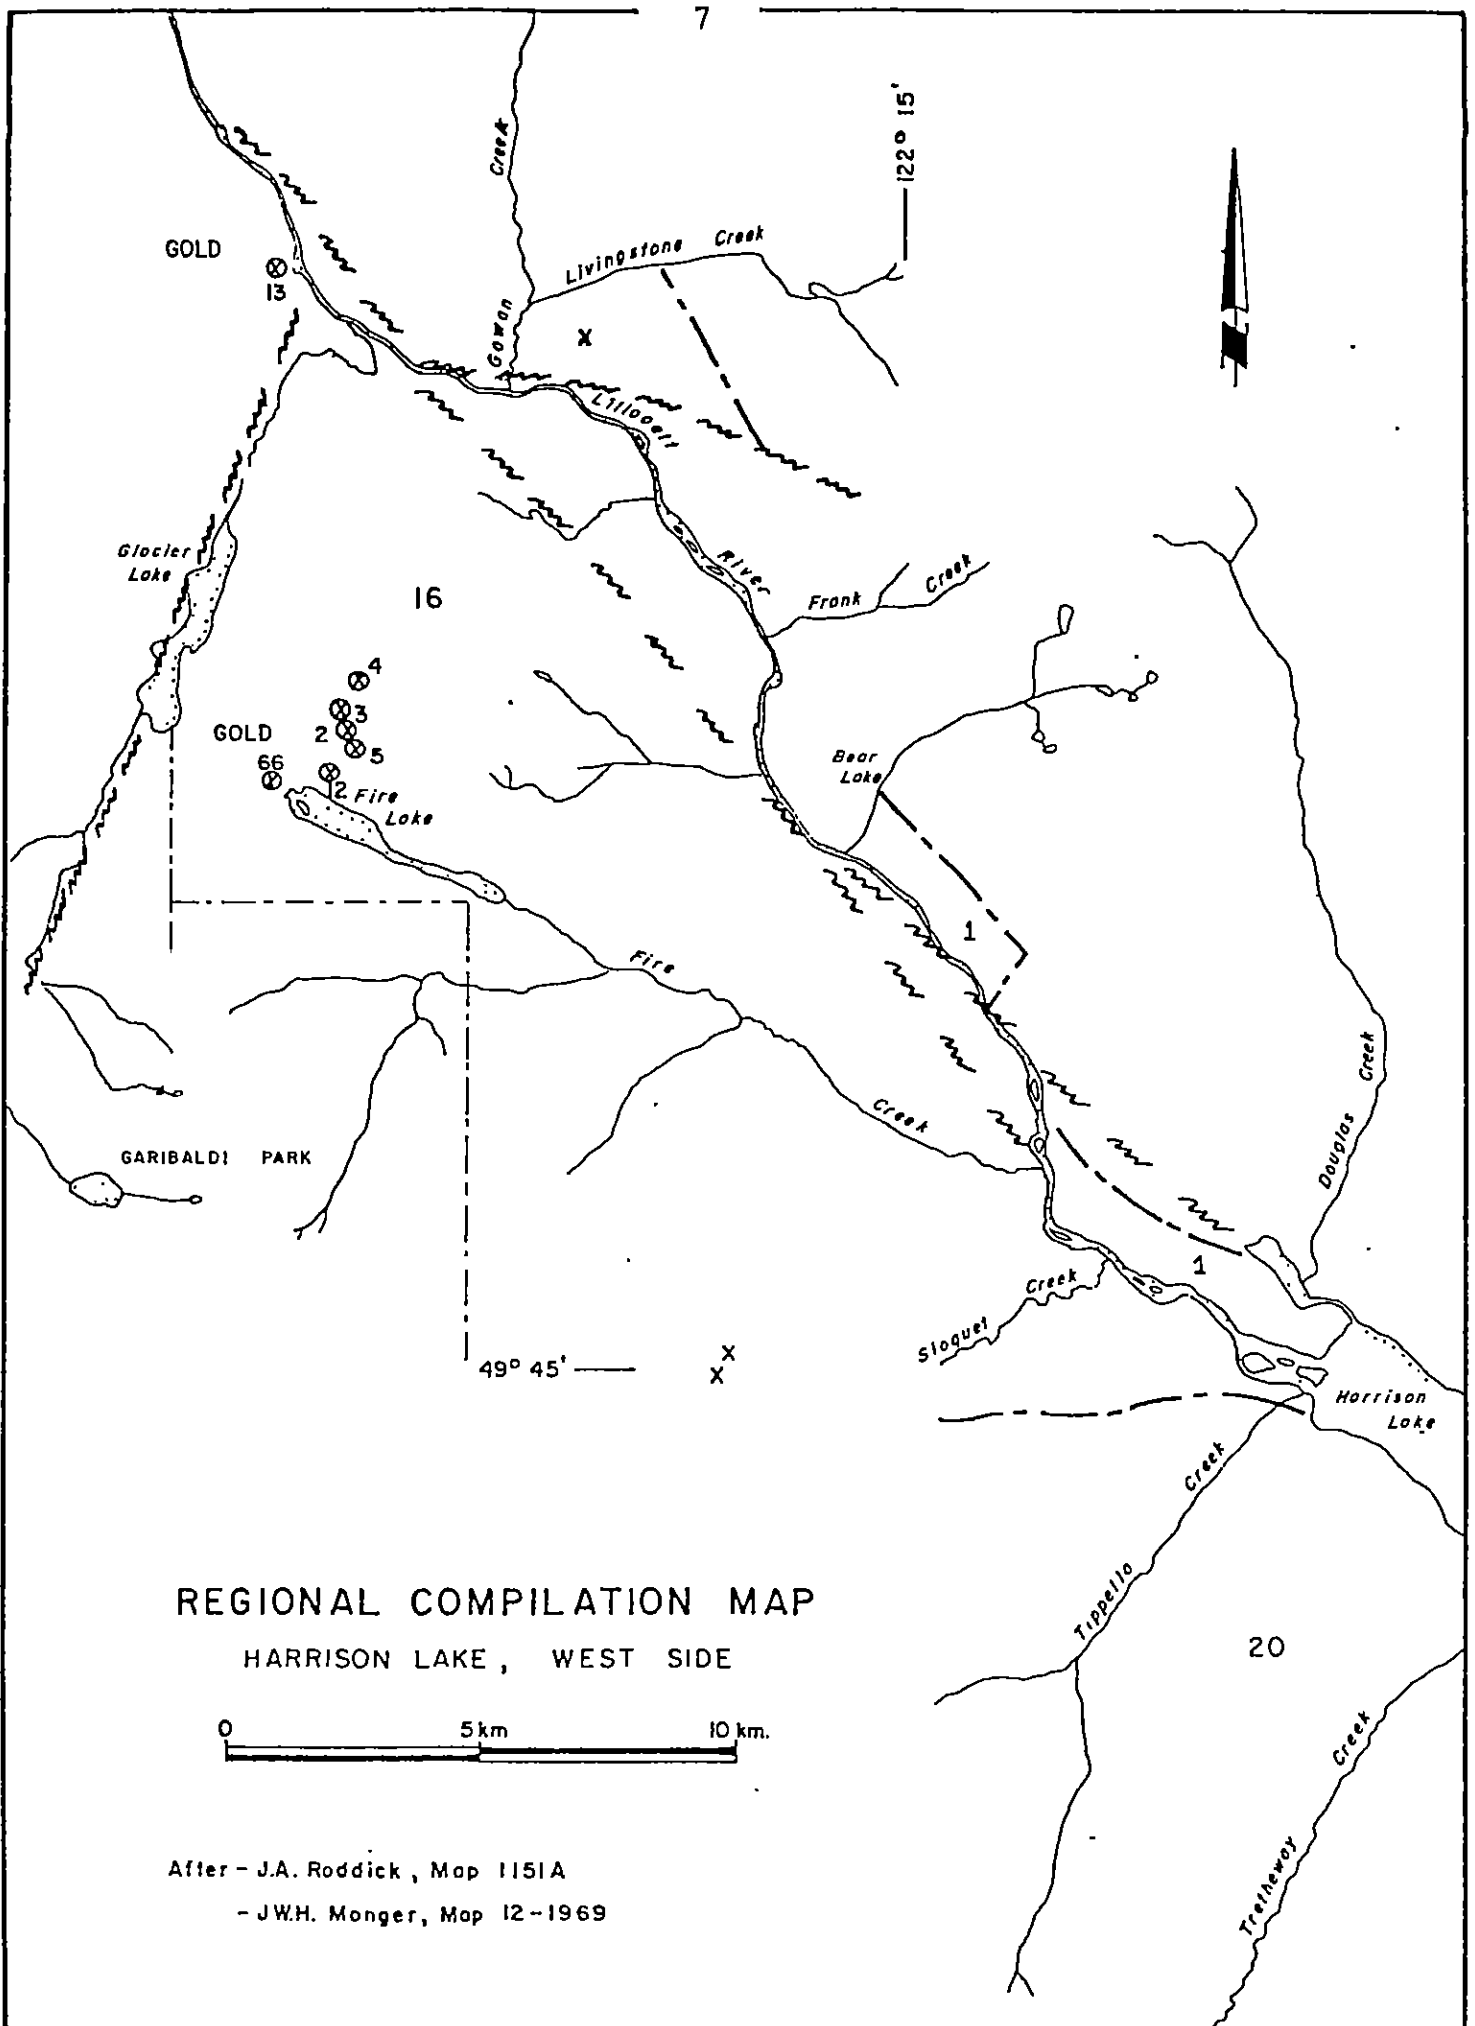 7
122° 15'
Creek
GOLD
Livingstone Creek
13
Gowan
X
Lillooett
River
Glacier
Lake
16
Frank Creek
4
3
GOLD
2
5
66
2
Fire
Lake
Bear
Lake
1
Fire
Creek
Creek
Douglas
GARIBALDI PARK
1
Sloquet Creek
49° 45'
X
X
Harrison
Lake
Creek
Tippello
REGIONAL COMPILATION MAP
HARRISON LAKE, WEST SIDE
20
0 5km 10 km.
Creek
Tretheway
After - J.A. Roddick, Map 1151A
- J.W.H. Monger, Map 12-1969